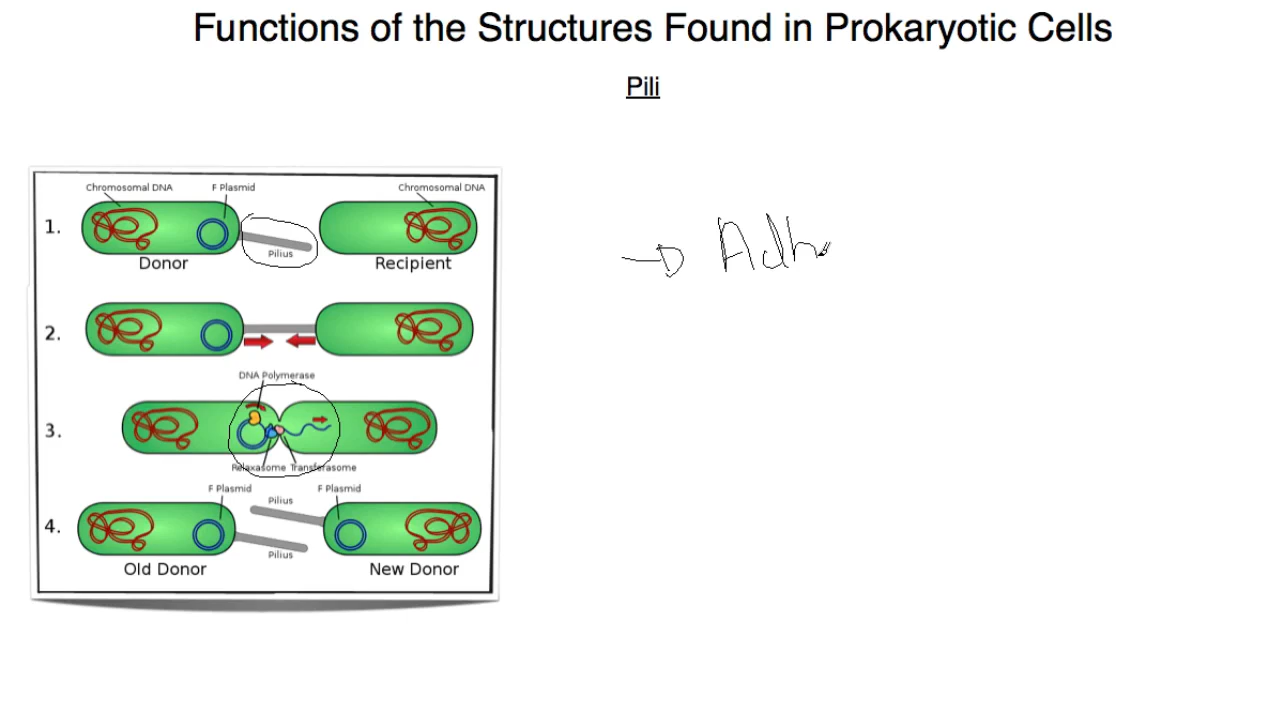 Functions of the Structures Found in Prokaryotic Cells
Pili
Chromosomal DNA F Plasmid Chromosomal DNA
1.
Pilius
Donor Recipient
→ Adh
2.
DNA Polymerase
3.
Relaxasome Transferasome
F Plasmid Pilius F Plasmid
4.
Pilius
Old Donor New Donor